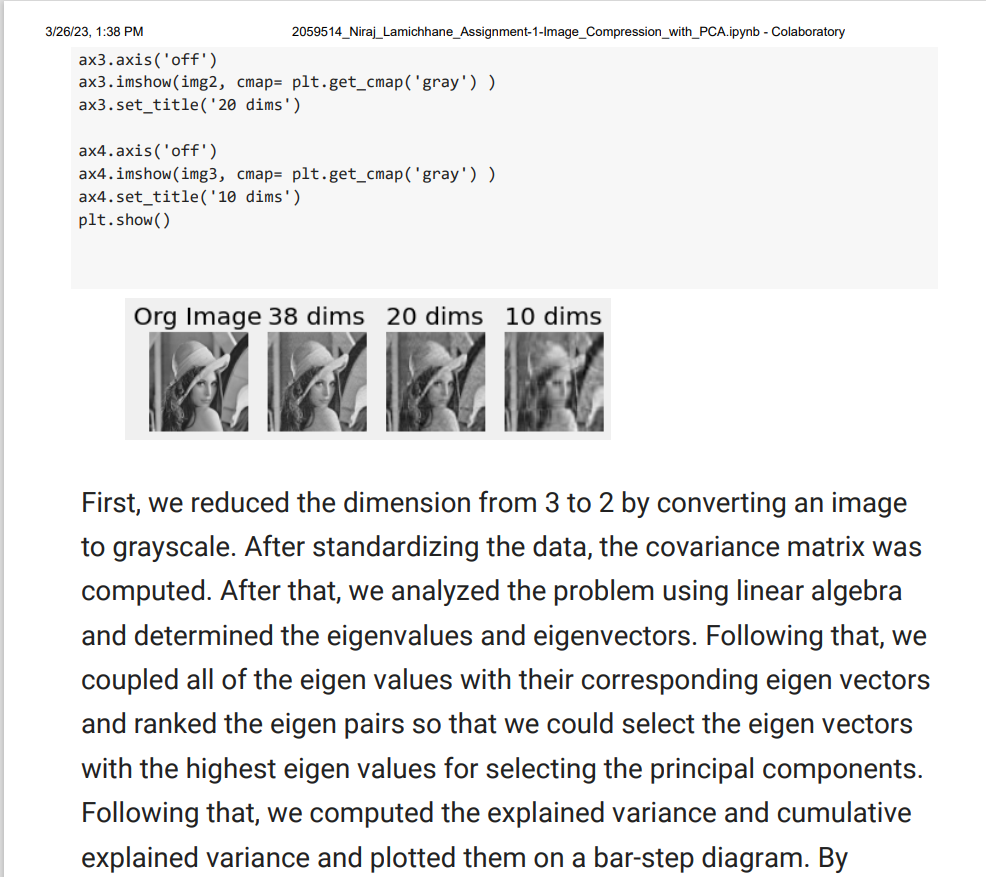 3/26/23, 1:38 PM 2059514_Niraj_Lamichhane_Assignment-1-Image_Compression_with_PCA.ipynb - Colaboratory
ax3.axis('off')
ax3.imshow(img2, cmap= plt.get_cmap('gray') )
ax3.set_title('20 dims')
ax4.axis('off')
ax4.imshow(img3, cmap= plt.get_cmap('gray') )
ax4.set_title('10 dims')
plt.show()
Org Image 38 dims 20 dims 10 dims
First, we reduced the dimension from 3 to 2 by converting an image
to grayscale. After standardizing the data, the covariance matrix was
computed. After that, we analyzed the problem using linear algebra
and determined the eigenvalues and eigenvectors. Following that, we
coupled all of the eigen values with their corresponding eigen vectors
and ranked the eigen pairs so that we could select the eigen vectors
with the highest eigen values for selecting the principal components.
Following that, we computed the explained variance and cumulative
explained variance and plotted them on a bar-step diagram. By